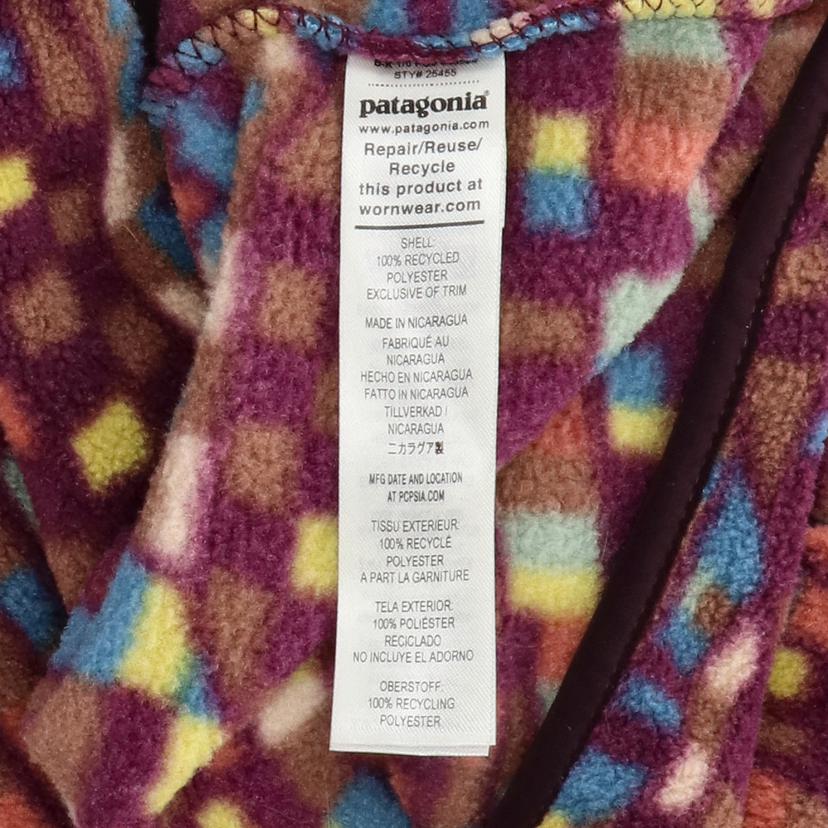 STY# 25455
patagonia®
www.patagonia.com
Repair/Reuse/
Recycle
this product at
wornwear.com
SHELL:
100% RECYCLED
POLYESTER
EXCLUSIVE OF TRIM
MADE IN NICARAGUA
FABRIQUÉ AU
NICARAGUA
HECHO EN NICARAGUA
FATTO IN NICARAGUA
TILLVERKAD I
NICARAGUA
ニカラグア製
MFG DATE AND LOCATION
AT PCPSIA.COM
TISSU EXTERIEUR:
100% RECYCLÉ
POLYESTER
A PART LA GARNITURE
TELA EXTERIOR:
100% POLIÉSTER
RECICLADO
NO INCLUYE EL ADORNO
OBERSTOFF:
100% RECYCLING
POLYESTER